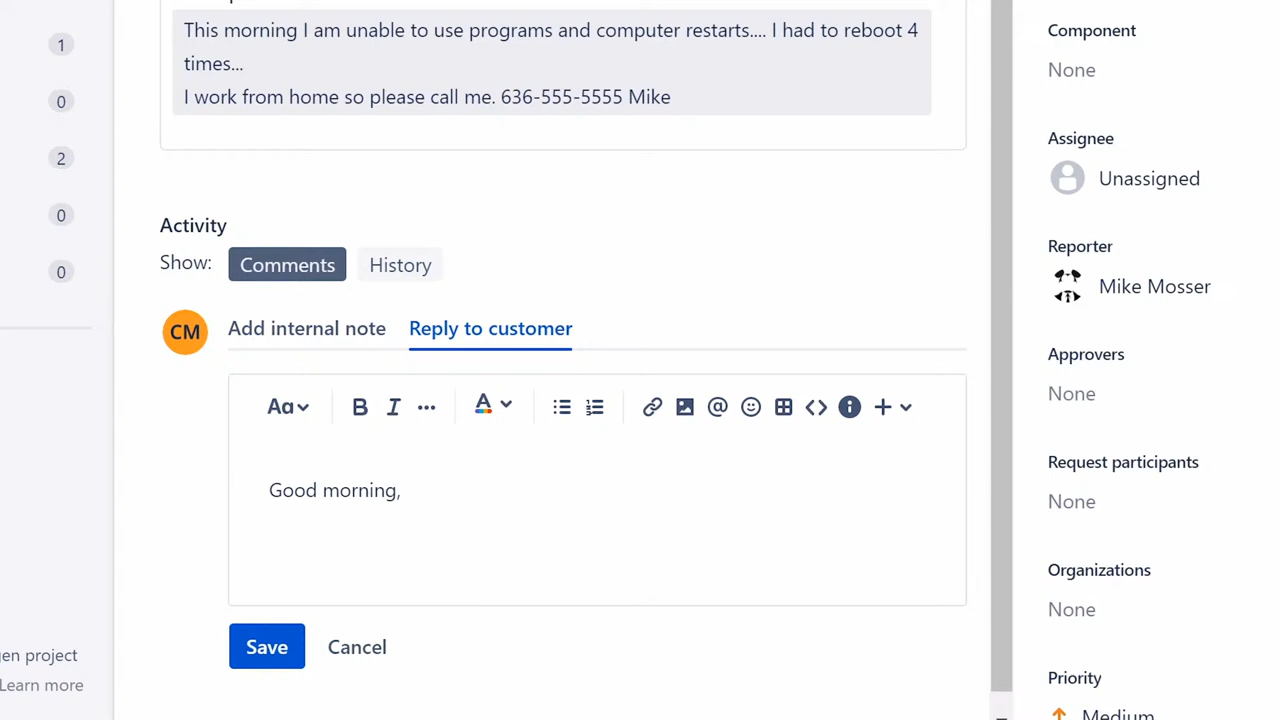 1
0
2
0
0
This morning I am unable to use programs and computer restarts.... I had to reboot 4
times...
I work from home so please call me. 636-555-5555 Mike
Activity
Show:
Comments
History
CM
Add internal note
Reply to customer
Aa
B
I
A
Good morning,
Save
Cancel
project
Learn more
Component
None
Assignee
Unassigned
Reporter
Mike Mosser
Approvers
None
Request participants
None
Organizations
None
Priority
Medium